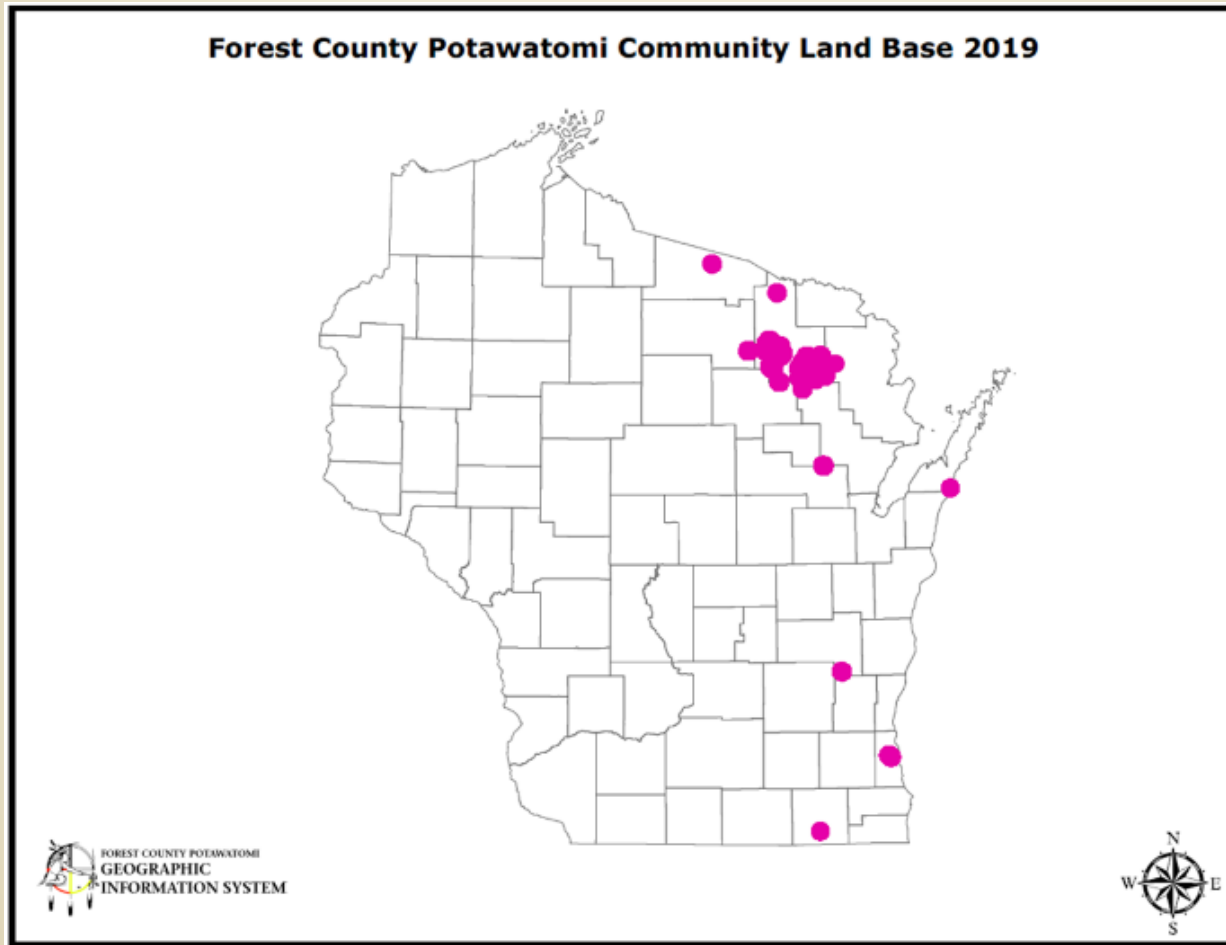 Forest County Potawatomi Community Land Base 2019
FOREST COUNTY POTAWATOMI
GEOGRAPHIC
INFORMATION SYSTEM
N
W E
S